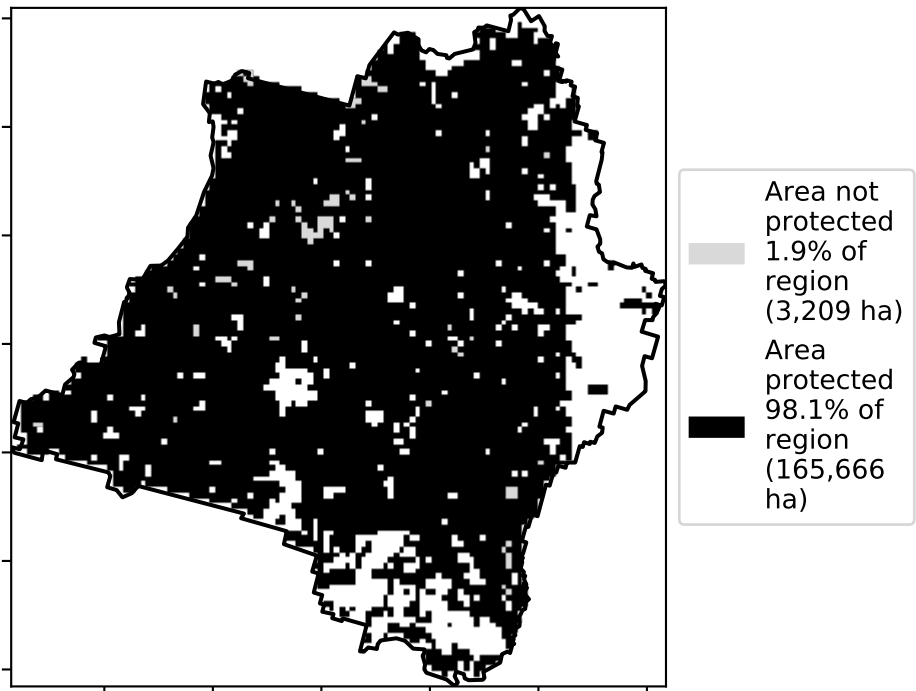 Area not
protected
1.9% of
region
(3,209 ha)
Area
protected
98.1% of
region
(165,666
ha)